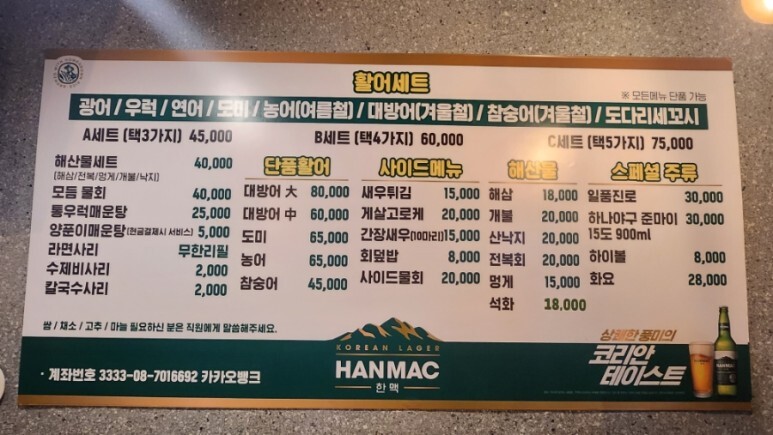 활어세트
※ 모든메뉴 단품 가능
광어 / 우럭 / 연어 / 도미 / 농어(여름철) / 대방어(겨울철) / 참숭어(겨울철) / 도다리세꼬시
A세트 (택3가지) 45,000
B세트 (택4가지) 60,000
C세트 (택5가지) 75,000
해산물세트 40,000
(해삼/전복/멍게/개불/낙지)
모듬 물회 40,000
통우럭매운탕 25,000
양푼이매운탕(현금결제시 서비스) 5,000
라면사리 무한리필
수제비사리 2,000
칼국수사리 2,000
단품활어
대방어 大 80,000
대방어 中 60,000
도미 65,000
농어 65,000
참숭어 45,000
사이드메뉴
새우튀김 15,000
게살고로케 20,000
간장새우(10마리) 15,000
회덮밥 8,000
사이드물회 20,000
해산물
해삼 18,000
개불 20,000
산낙지 20,000
전복회 20,000
멍게 15,000
석화 18,000
스페셜 주류
일품진로 30,000
하나야구 준마이 30,000
15도 900ml
하이볼 8,000
화요 28,000
쌈 / 채소 / 고추 / 마늘 필요하신 분은 직원에게 말씀해주세요.
· 계좌번호 3333-08-7016692 카카오뱅크
KOREAN LAGER
HANMAC
한맥
상쾌한 풍미의
코리안
테이스트
HANMAC